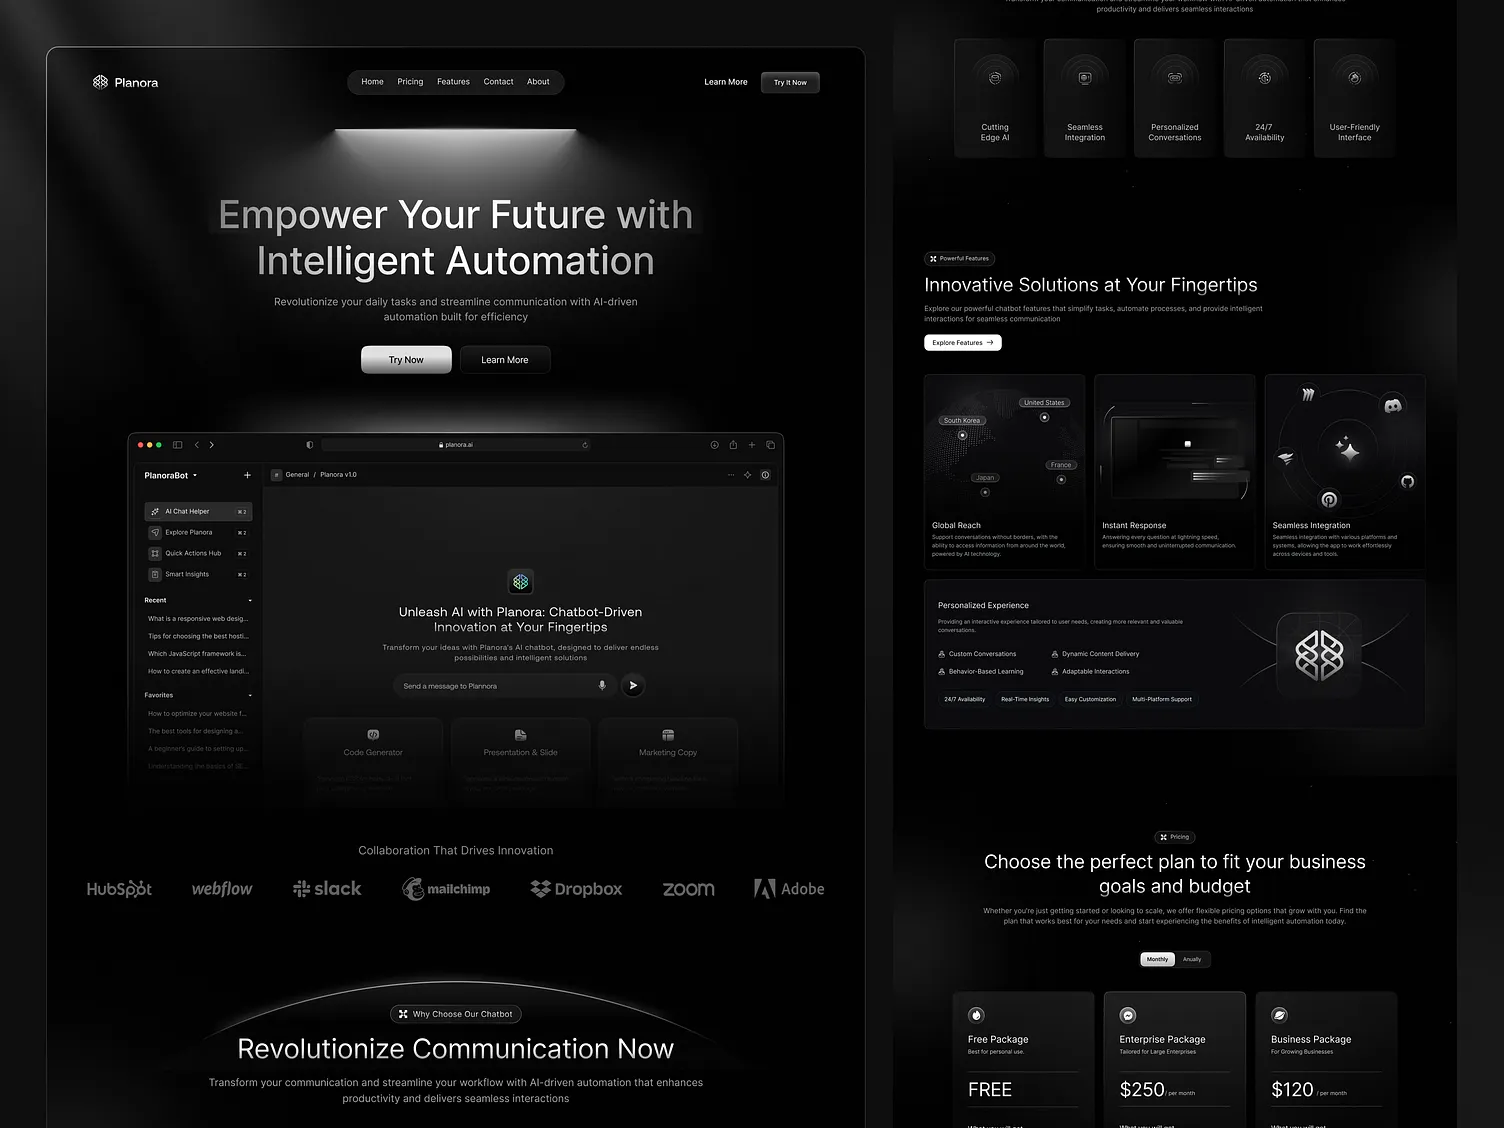 Planora
Home Pricing Features Contact About
Learn More
Try It Now
Empower Your Future with
Intelligent Automation
Revolutionize your daily tasks and streamline communication with AI-driven
automation built for efficiency
Try Now
Learn More
planora.ai
PlanoraBot
General / Planora v1.0
AI Chat Helper ⌘ 2
Explore Planora ⌘ 2
Quick Actions Hub ⌘ 2
Smart Insights ⌘ 2
Recent
What is a responsive web desig...
Tips for choosing the best hosti...
Which JavaScript framework is...
How to create an effective landi...
Favorites
How to optimize your website f...
The best tools for designing a...
A beginner's guide to setting up...
Understanding the basics of
Unleash AI with Planora: Chatbot-Driven
Innovation at Your Fingertips
Transform your ideas with Planora's AI chatbot, designed to deliver endless
possibilities and intelligent solutions
Send a message to Plannora
Code Generator
Presentation & Slide
Marketing Copy
Collaboration That Drives Innovation
HubSpot
webflow
slack
mailchimp
Dropbox
zoom
Adobe
Why Choose Our Chatbot
Revolutionize Communication Now
Transform your communication and streamline your workflow with AI-driven automation that enhances
productivity and delivers seamless interactions
productivity and delivers seamless interactions
Cutting
Edge AI
Seamless
Integration
Personalized
Conversations
24/7
Availability
User-Friendly
Interface
Powerful Features
Innovative Solutions at Your Fingertips
Explore our powerful chatbot features that simplify tasks, automate processes, and provide intelligent
interactions for seamless communication
Explore Features →
United States
South Korea
France
Japan
Global Reach
Support conversations without borders, with the
ability to access information from around the world,
powered by AI technology.
Instant Response
Answering every question at lightning speed,
ensuring smooth and uninterrupted communication.
Seamless Integration
Seamless integration with various platforms and
systems, allowing the app to work effortlessly
across devices and tools.
Personalized Experience
Providing an interactive experience tailored to user needs, creating more relevant and valuable
conversations.
Custom Conversations
Dynamic Content Delivery
Behavior-Based Learning
Adaptable Interactions
24/7 Availability
Real-Time Insights
Easy Customization
Multi-Platform Support
Pricing
Choose the perfect plan to fit your business
goals and budget
Whether you're just getting started or looking to scale, we offer flexible pricing options that grow with you. Find the
plan that works best for your needs and start experiencing the benefits of intelligent automation today.
Monthly
Anually
Free Package
Best for personal use.
FREE
Enterprise Package
Tailored for Large Enterprises
$250 / per month
Business Package
For Growing Businesses
$120 / per month